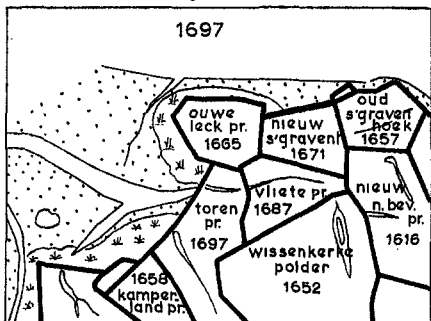 1697
ouwe
leck pr.
1665
nieuw
s'gravenh
1671
oud
s'graven
hoek
1657
vliete pr.
1687
nieuw
n. bev.
pr.
1616
toren
pr.
1697
wissenkerke
polder
1652
1658
kamper-
land pr.